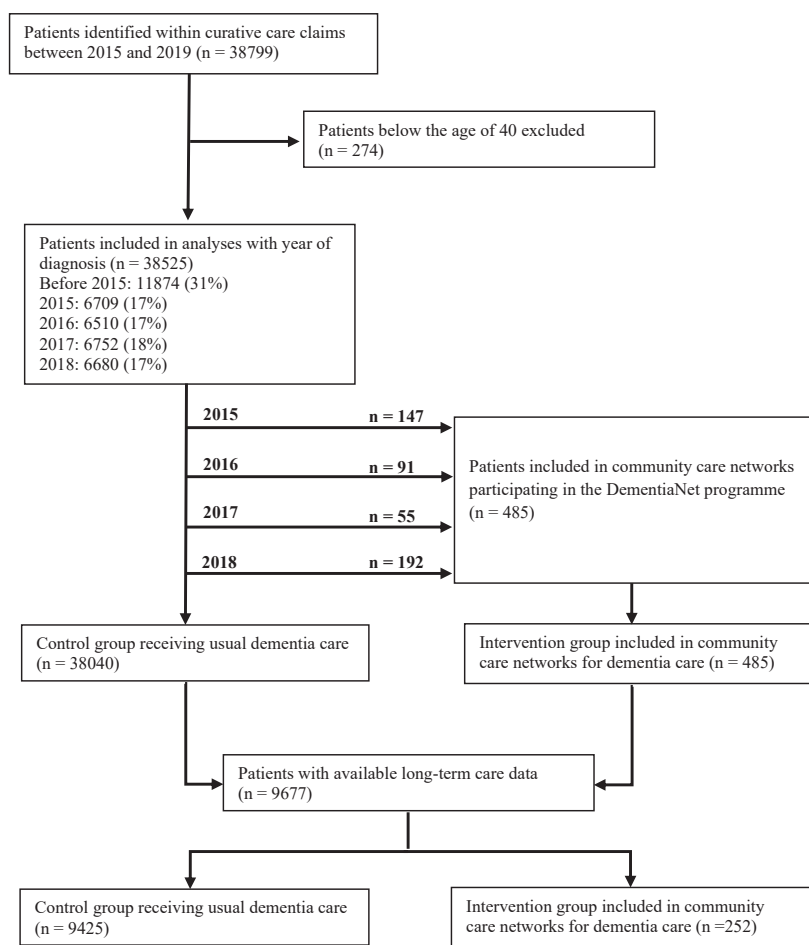 Patients identified within curative care claims
between 2015 and 2019 (n = 38799)
Patients below the age of 40 excluded
(n = 274)
Patients included in analyses with year of
diagnosis (n = 38525)
Before 2015: 11874 (31%)
2015: 6709 (17%)
2016: 6510 (17%)
2017: 6752 (18%)
2018: 6680 (17%)
2015 n = 147
2016 n = 91
2017 n = 55
2018 n = 192
Patients included in community care networks
participating in the DementiaNet programme
(n = 485)
Control group receiving usual dementia care
(n = 38040)
Intervention group included in community
care networks for dementia care (n = 485)
Patients with available long-term care data
(n = 9677)
Control group receiving usual dementia care
(n = 9425)
Intervention group included in community
care networks for dementia care (n =252)